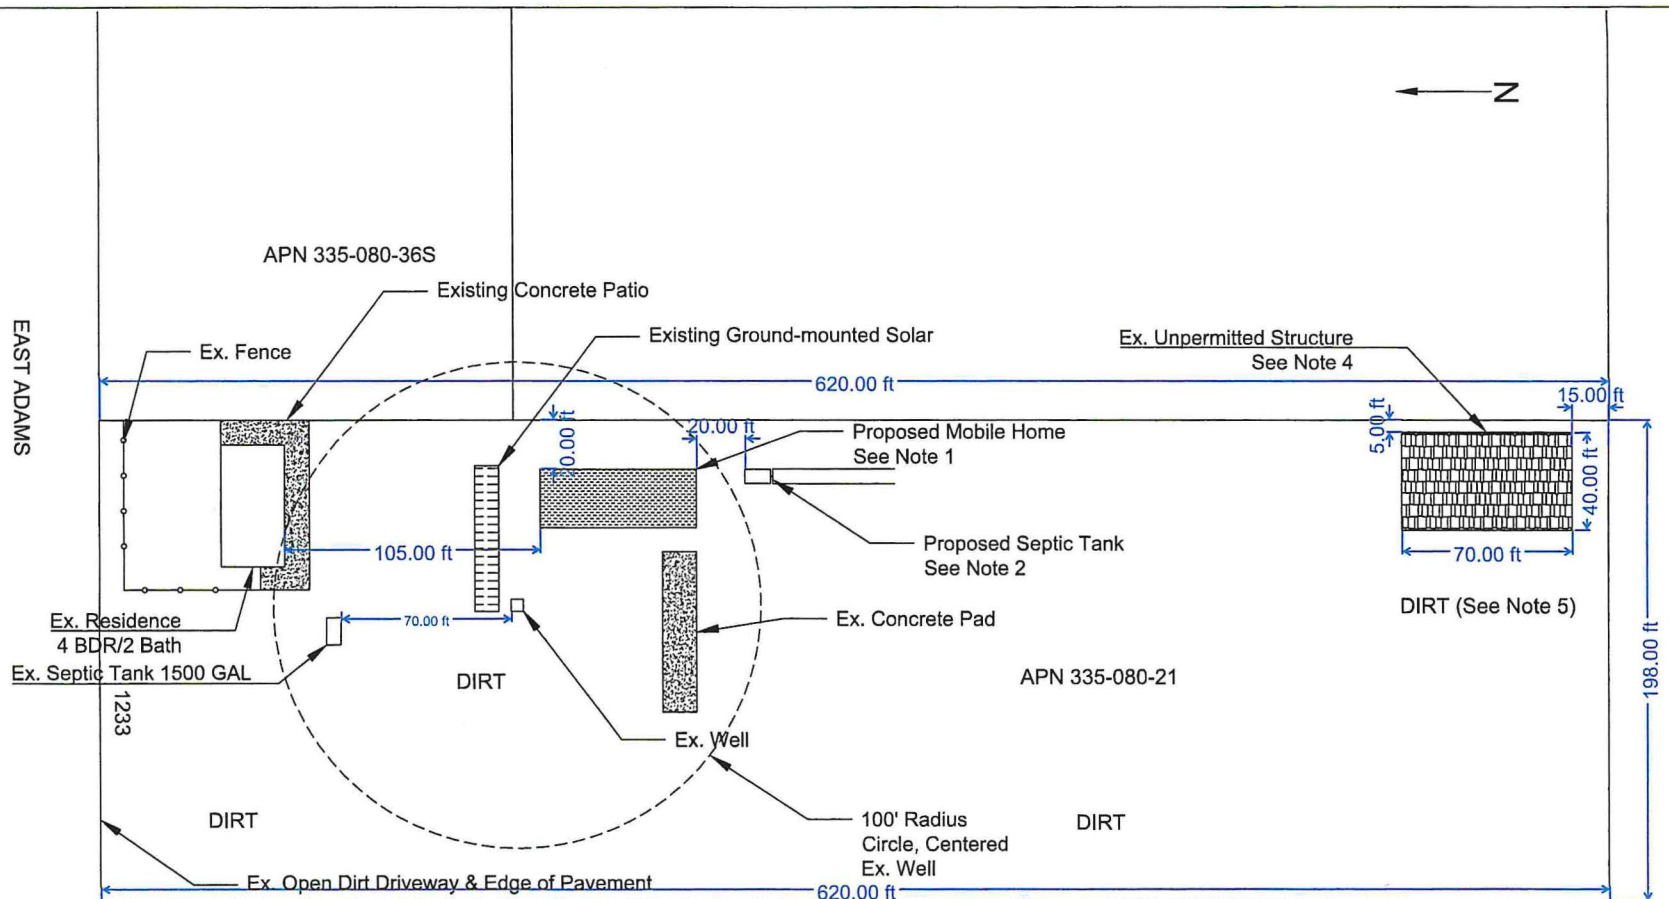 N
APN 335-080-36S
Existing Concrete Patio
EAST ADAMS
Ex. Fence
Existing Ground-mounted Solar
Ex. Unpermitted Structure
See Note 4
620.00 ft
15.00 ft
20.00 ft
Proposed Mobile Home
See Note 1
5.00 ft
40.00 ft
105.00 ft
Proposed Septic Tank
See Note 2
70.00 ft
DIRT (See Note 5)
Ex. Residence
4 BDR/2 Bath
70.00 ft
Ex. Concrete Pad
Ex. Septic Tank 1500 GAL
DIRT
APN 335-080-21
198.00 ft
1233
Ex. Well
DIRT
100' Radius
Circle, Centered
Ex. Well
DIRT
Ex. Open Dirt Driveway & Edge of Pavement
620.00 ft